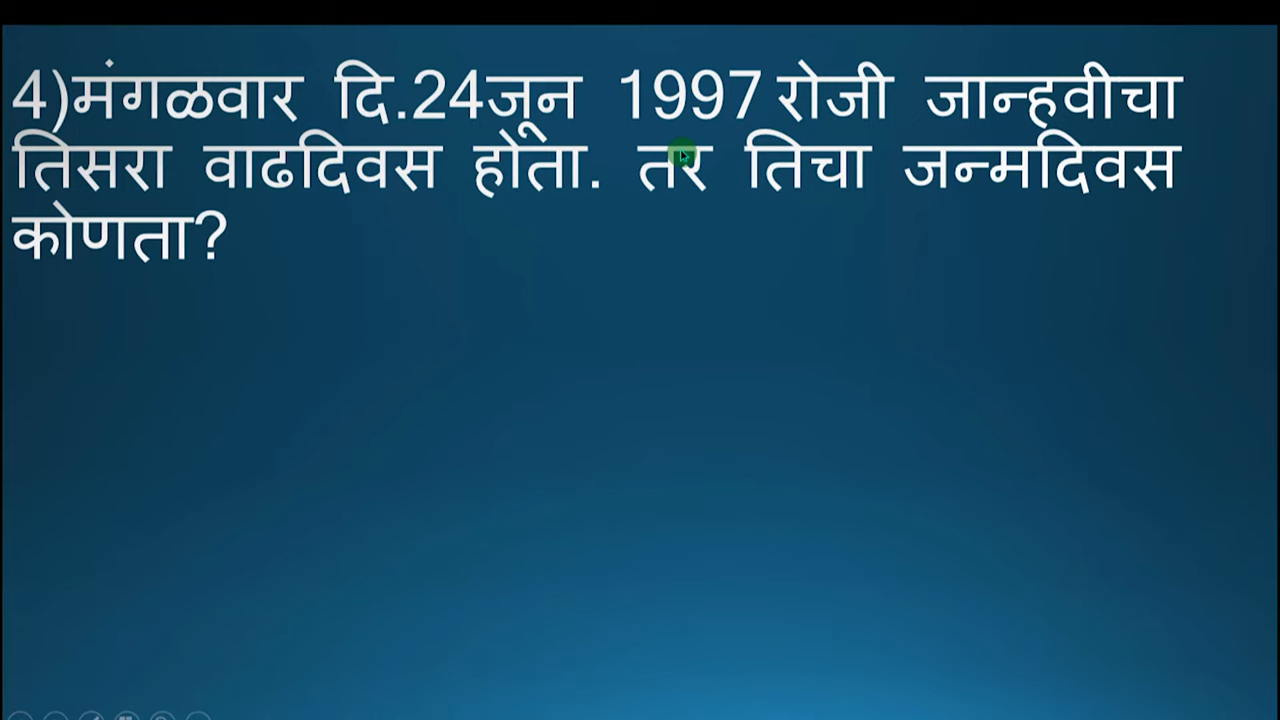 4)मंगळवार दि.24जून 1997 रोजी जान्हवीचा
तिसरा वाढदिवस होता. तर तिचा जन्मदिवस
कोणता?